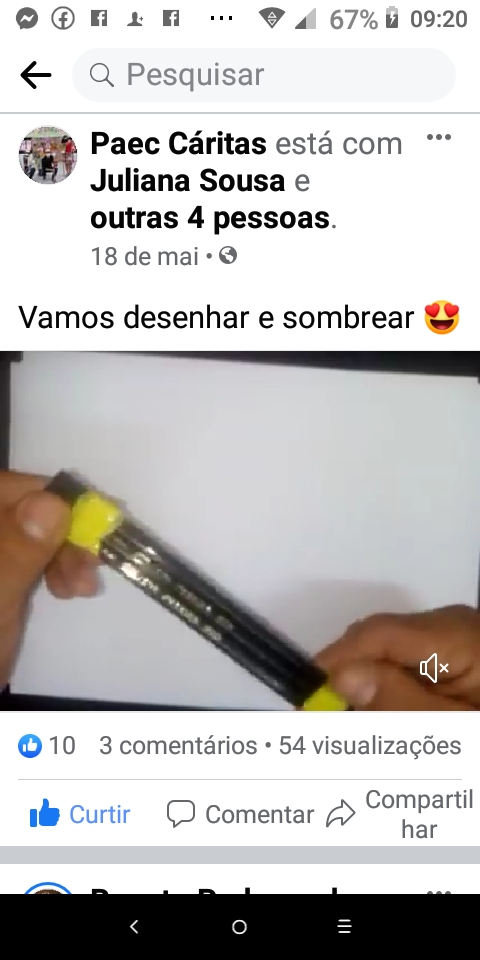 67% 09:20
Pesquisar
Paec Cáritas está com
Juliana Sousa e
outras 4 pessoas.
18 de mai •
Vamos desenhar e sombrear 😍
10 3 comentários • 54 visualizações
Curtir Comentar Compartil
har